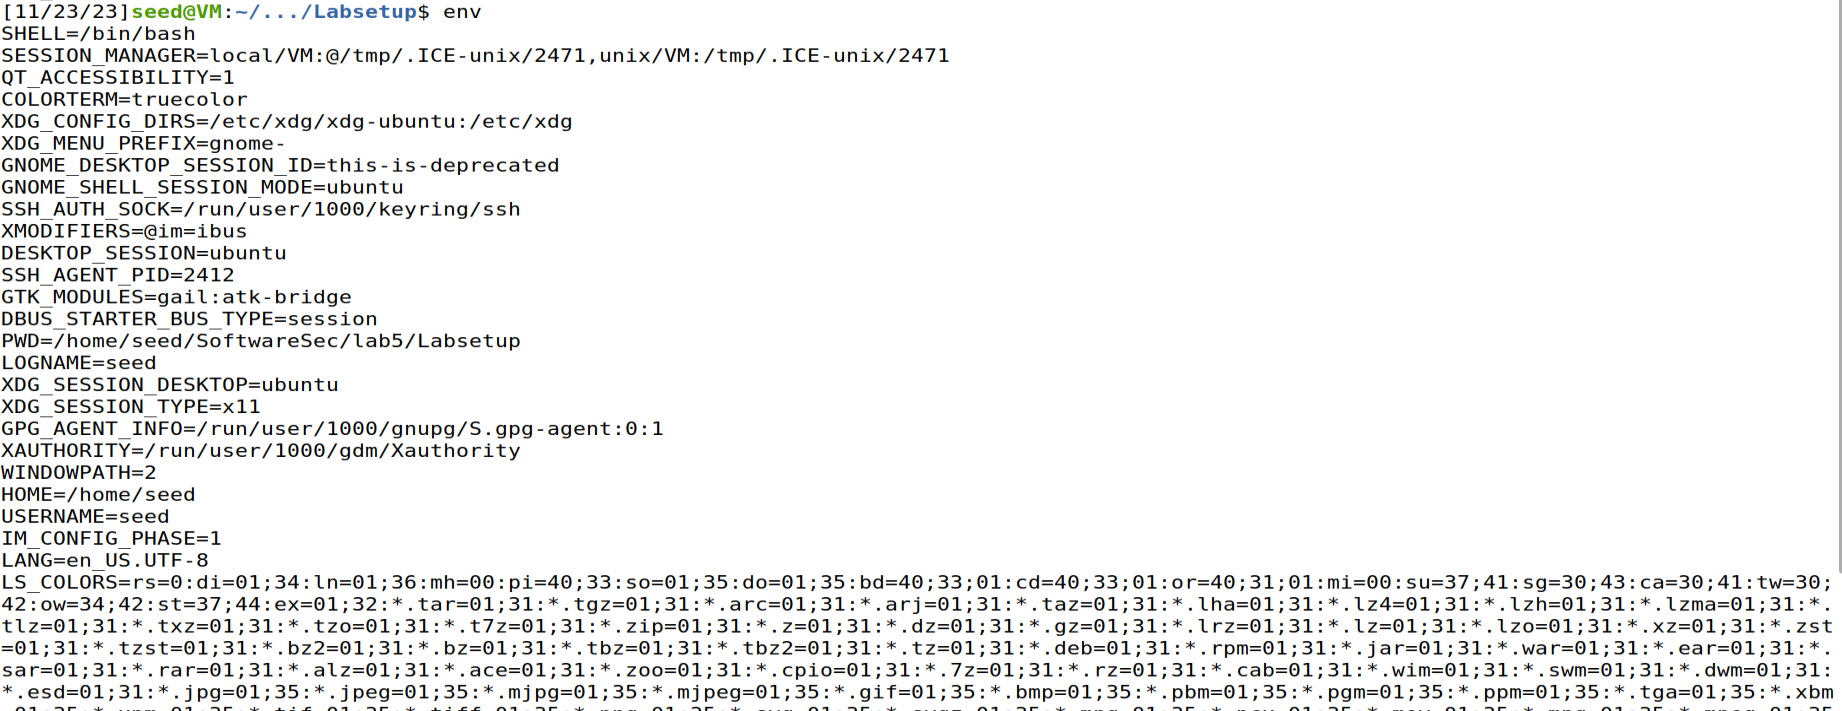 [11/23/23]seed@VM:~/.../Labsetup$ env
SHELL=/bin/bash
SESSION_MANAGER=local/VM:@/tmp/.ICE-unix/2471,unix/VM:/tmp/.ICE-unix/2471
QT_ACCESSIBILITY=1
COLORTERM=truecolor
XDG_CONFIG_DIRS=/etc/xdg/xdg-ubuntu:/etc/xdg
XDG_MENU_PREFIX=gnome-
GNOME_DESKTOP_SESSION_ID=this-is-deprecated
GNOME_SHELL_SESSION_MODE=ubuntu
SSH_AUTH_SOCK=/run/user/1000/keyring/ssh
XMODIFIERS=@im=ibus
DESKTOP_SESSION=ubuntu
SSH_AGENT_PID=2412
GTK_MODULES=gail:atk-bridge
DBUS_STARTER_BUS_TYPE=session
PWD=/home/seed/SoftwareSec/lab5/Labsetup
LOGNAME=seed
XDG_SESSION_DESKTOP=ubuntu
XDG_SESSION_TYPE=x11
GPG_AGENT_INFO=/run/user/1000/gnupg/S.gpg-agent:0:1
XAUTHORITY=/run/user/1000/gdm/Xauthority
WINDOWPATH=2
HOME=/home/seed
USERNAME=seed
IM_CONFIG_PHASE=1
LANG=en_US.UTF-8
LS_COLORS=rs=0:di=01;34:ln=01;36:mh=00:pi=40;33:so=01;35:do=01;35:bd=40;33;01:cd=40;33;01:or=40;31;01:mi=00:su=37;41:sg=30;43:ca=30;41:tw=30;
42:ow=34;42:st=37;44:ex=01;32:*.tar=01;31:*.tgz=01;31:*.arc=01;31:*.arj=01;31:*.taz=01;31:*.lha=01;31:*.lz4=01;31:*.lzh=01;31:*.lzma=01;31:*.
tlz=01;31:*.txz=01;31:*.tzo=01;31:*.t7z=01;31:*.zip=01;31:*.z=01;31:*.dz=01;31:*.gz=01;31:*.lrz=01;31:*.lz=01;31:*.lzo=01;31:*.xz=01;31:*.zst
=01;31:*.tzst=01;31:*.bz2=01;31:*.bz=01;31:*.tbz=01;31:*.tbz2=01;31:*.tz=01;31:*.deb=01;31:*.rpm=01;31:*.jar=01;31:*.war=01;31:*.ear=01;31:*.
sar=01;31:*.rar=01;31:*.alz=01;31:*.ace=01;31:*.zoo=01;31:*.cpio=01;31:*.7z=01;31:*.rz=01;31:*.cab=01;31:*.wim=01;31:*.swm=01;31:*.dwm=01;31:
*.esd=01;31:*.jpg=01;35:*.jpeg=01;35:*.mjpg=01;35:*.mjpeg=01;35:*.gif=01;35:*.bmp=01;35:*.pbm=01;35:*.pgm=01;35:*.ppm=01;35:*.tga=01;35:*.xbm